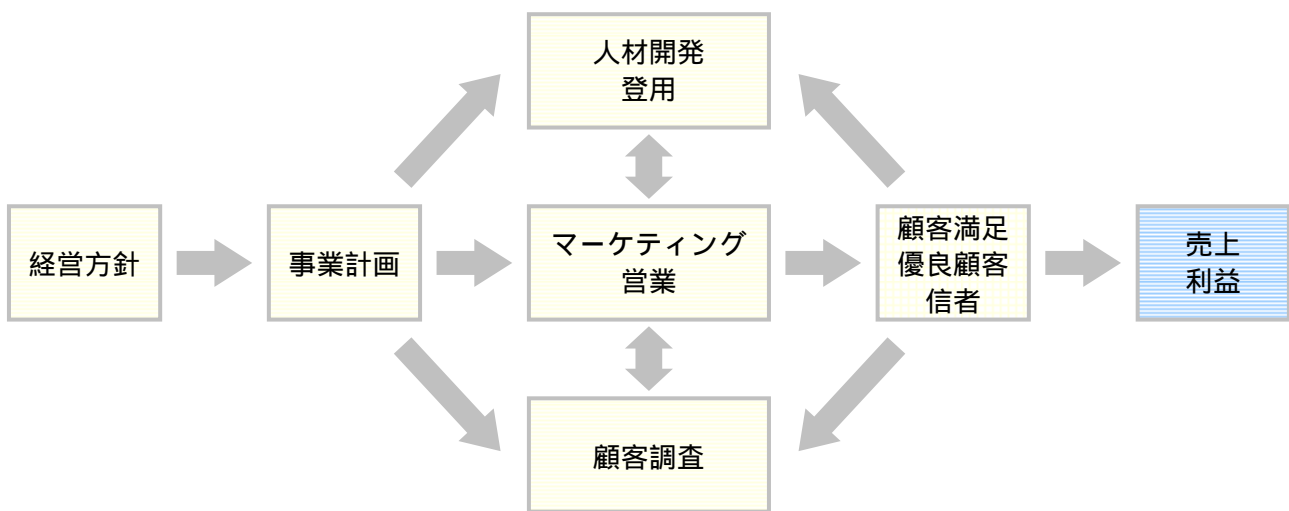 人材開発
登用
経営方針
事業計画
マーケティング
営業
顧客満足
優良顧客
信者
売上
利益
顧客調査